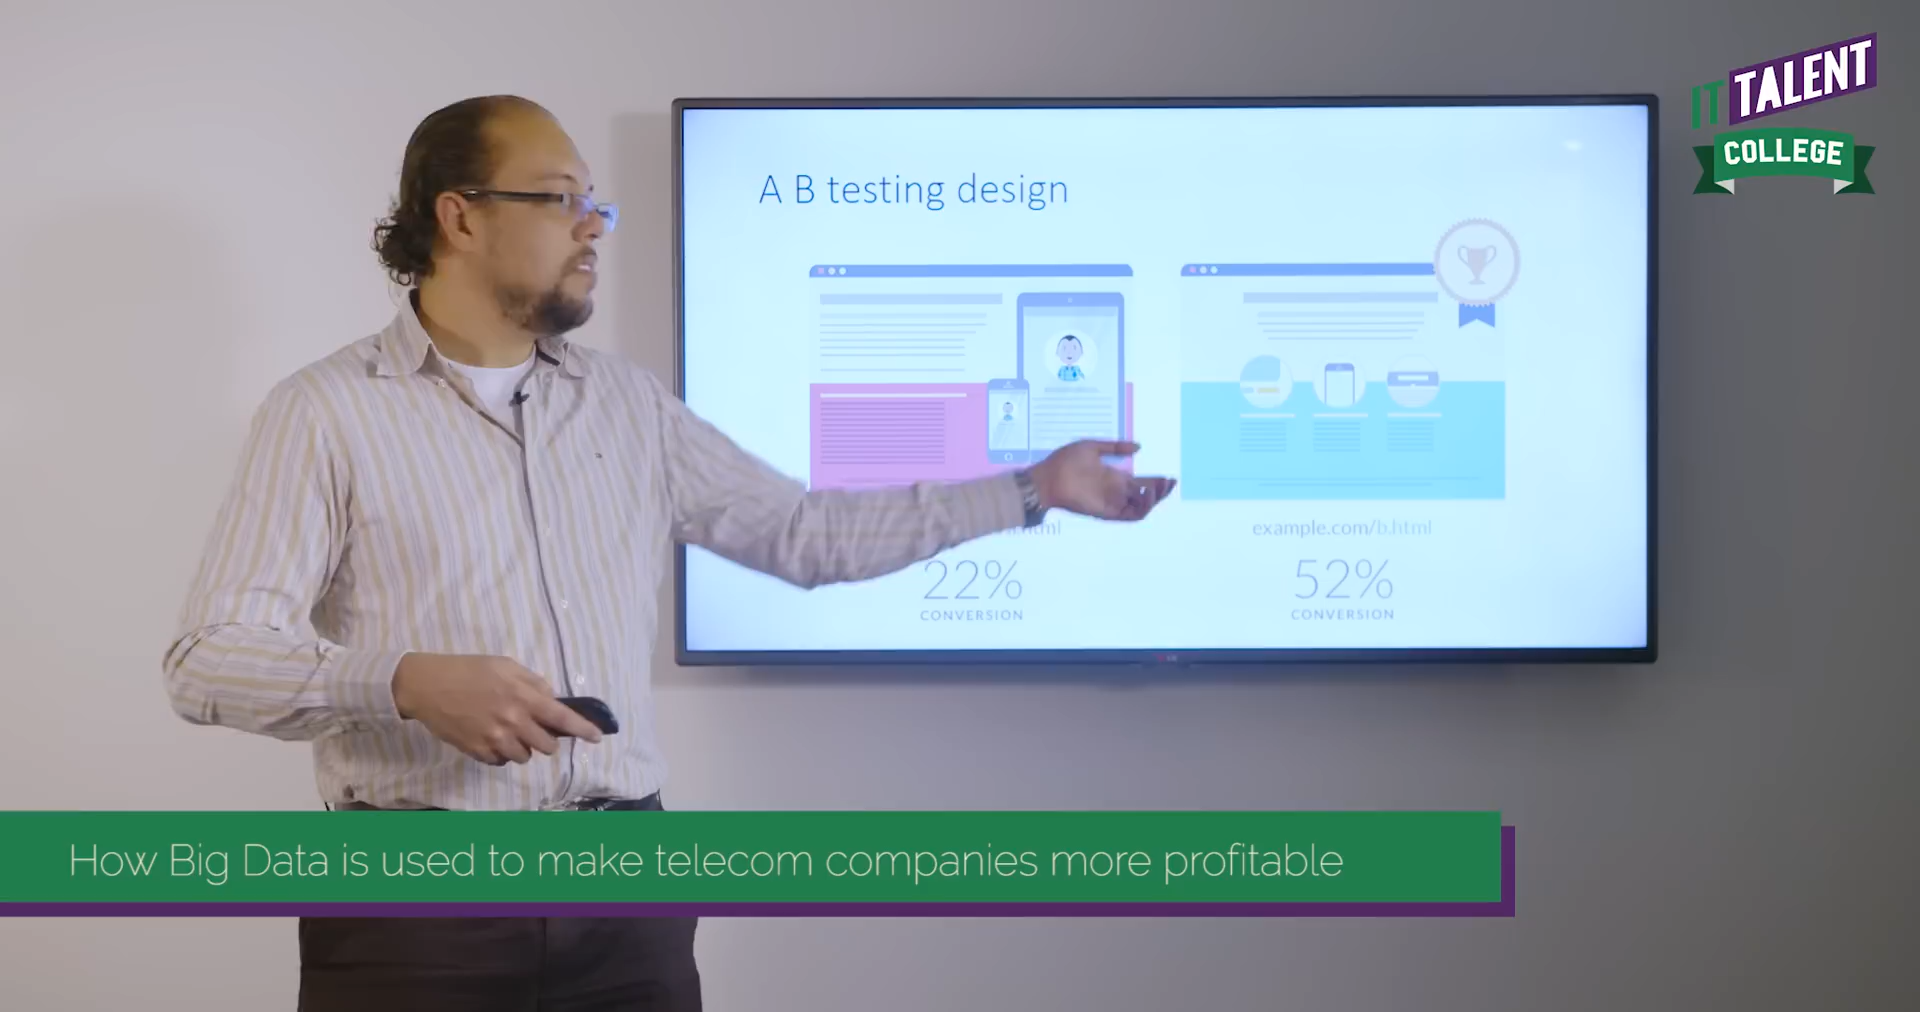 IT TALENT
COLLEGE
A B testing design
example.com/b.html
22%
CONVERSION
52%
CONVERSION
How Big Data is used to make telecom companies more profitable